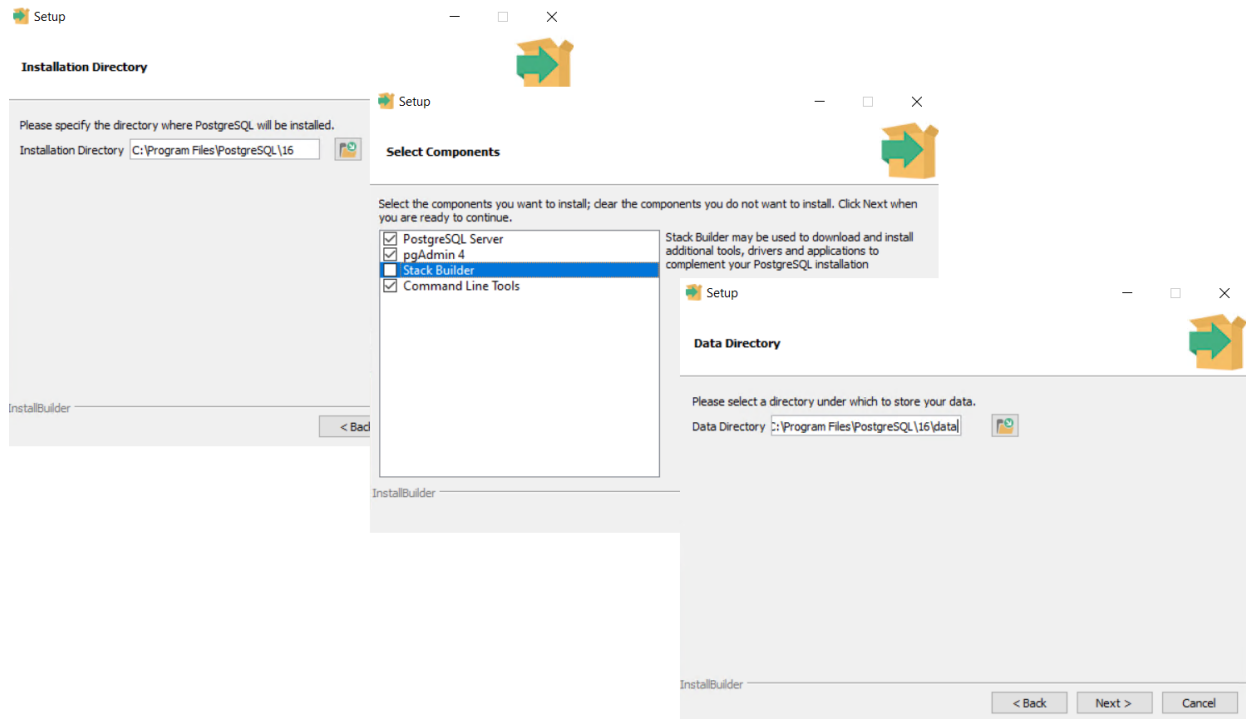 Setup
Installation Directory
Please specify the directory where PostgreSQL will be installed.
Installation Directory C:\Program Files\PostgreSQL\16
InstallBuilder
< Back
Setup
Select Components
Select the components you want to install; clear the components you do not want to install. Click Next when
you are ready to continue.
PostgreSQL Server
pgAdmin 4
Stack Builder
Command Line Tools
Stack Builder may be used to download and install
additional tools, drivers and applications to
complement your PostgreSQL installation
InstallBuilder
Setup
Data Directory
Please select a directory under which to store your data.
Data Directory C:\Program Files\PostgreSQL\16\data
InstallBuilder
< Back
Next >
Cancel